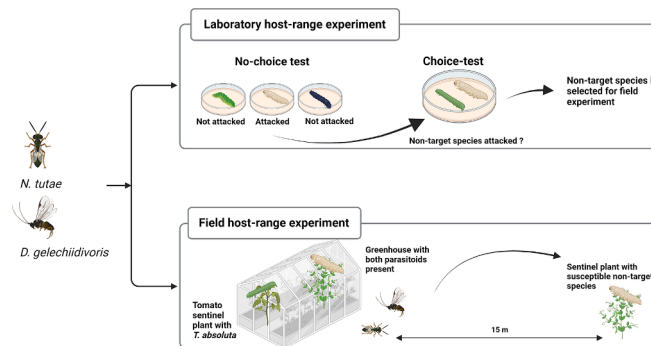 Laboratory host-range experiment
No-choice test
Not attacked
Attacked
Not attacked
Choice-test
Non-target species attacked ?
Non-target species
selected for field
experiment
N. tutae
D. gelechiidivoris
Field host-range experiment
Tomato
sentinel
plant with
T. absoluta
Greenhouse with
both parasitoids
present
15 m
Sentinel plant with
susceptible non-target
species